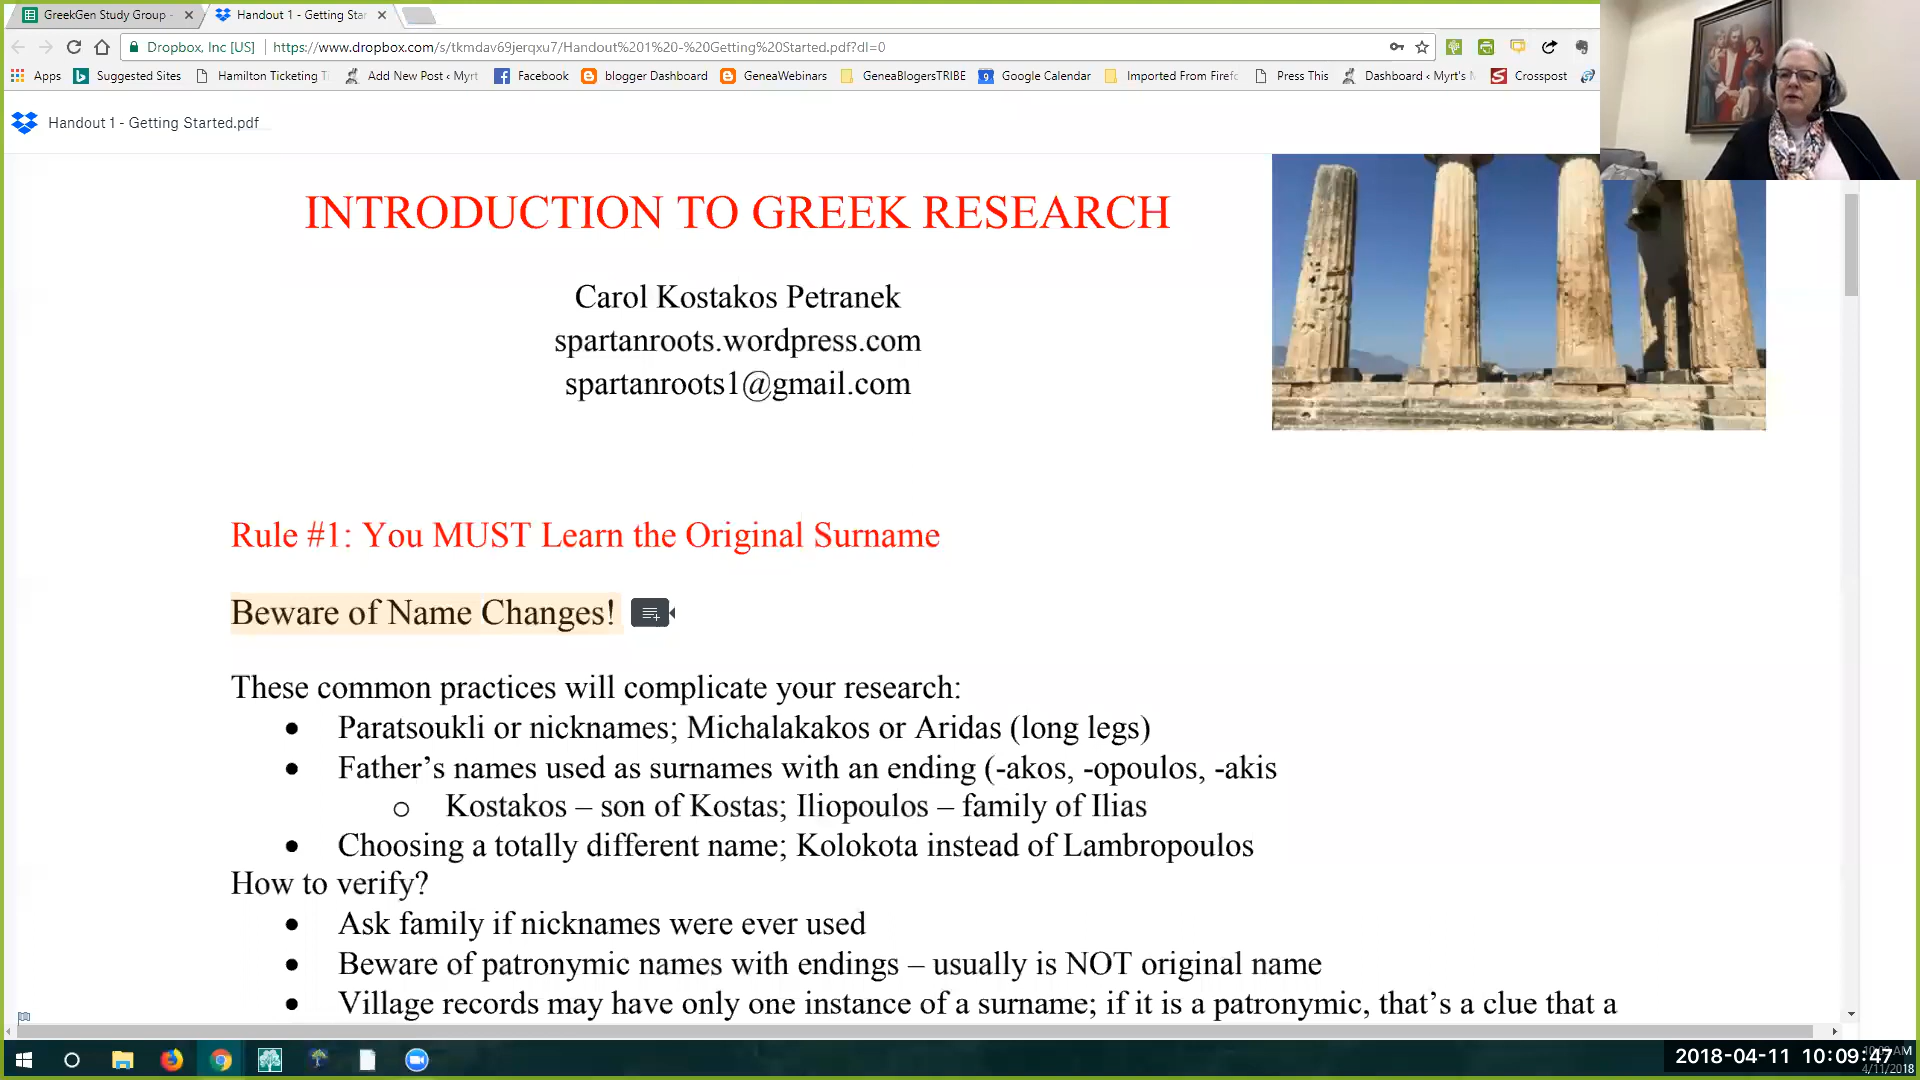 GreekGen Study Group -
Handout 1 - Getting Star
Dropbox, Inc [US]
https://www.dropbox.com/s/tkmdav69jerqxu7/Handout%201%20-%20Getting%20Started.pdf?dl=0
Apps
Suggested Sites
Hamilton Ticketing Ti
Add New Post ‹ Myrt
Facebook
blogger Dashboard
GeneaWebinars
GeneaBlogersTRIBE
9
Google Calendar
Imported From Firefo
Press This
Dashboard ‹ Myrt's M
Crosspost
Handout 1 - Getting Started.pdf
INTRODUCTION TO GREEK RESEARCH
Carol Kostakos Petranek
spartanroots.wordpress.com
spartanroots1@gmail.com
Rule #1: You MUST Learn the Original Surname
Beware of Name Changes!
These common practices will complicate your research:
• Paratsoukli or nicknames; Michalakakos or Aridas (long legs)
• Father's names used as surnames with an ending (-akos, -opoulos, -akis
o Kostakos – son of Kostas; Iliopoulos – family of Ilias
• Choosing a totally different name; Kolokota instead of Lambropoulos
How to verify?
• Ask family if nicknames were ever used
• Beware of patronymic names with endings – usually is NOT original name
• Village records may have only one instance of a surname; if it is a patronymic, that's a clue that a
2018-04-11 10:09:47
4/11/2018